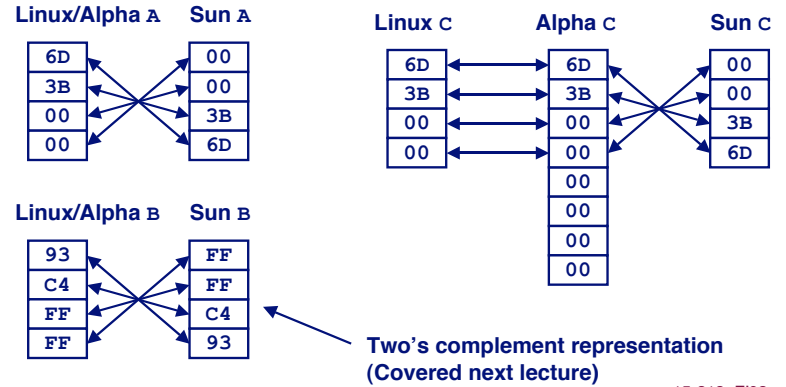 Linux/Alpha A Sun A
6D 00
3B 00
00 3B
00 6D
Linux C Alpha C Sun C
6D 6D 00
3B 3B 00
00 00 3B
00 00 6D
00
00
00
00
Linux/Alpha B Sun B
93 FF
C4 FF
FF C4
FF 93
Two's complement representation
(Covered next lecture)